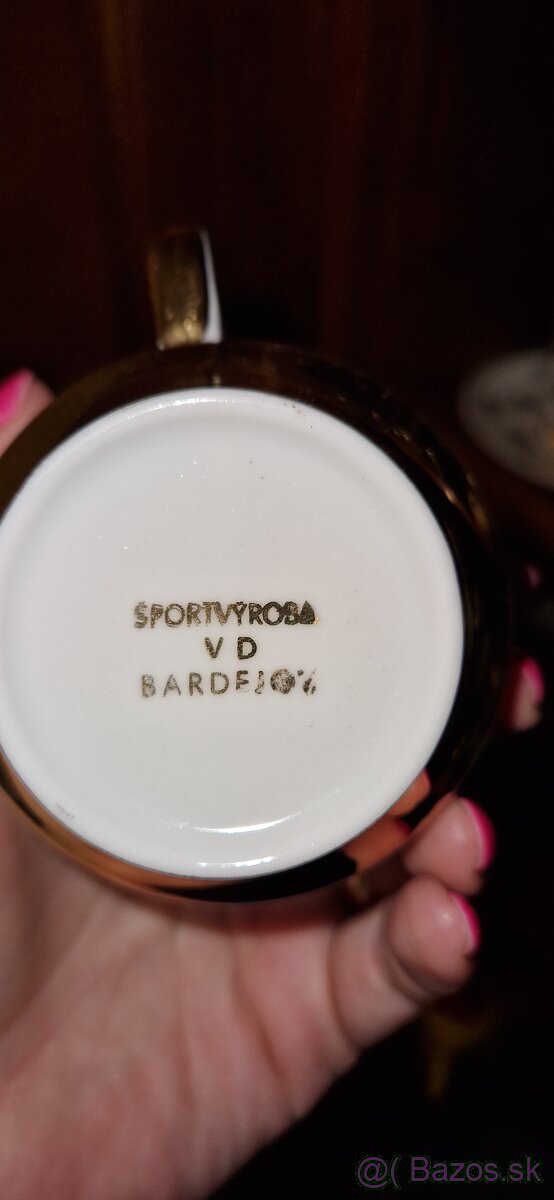 ŠPORTVÝROBA
V D
BARDEJOV
@( Bazos.sk